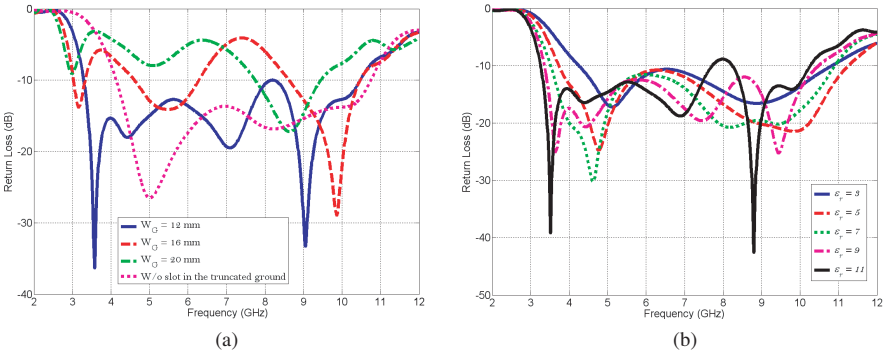 0
-10
-20
-30
-40
Return Loss (dB)
2 3 4 5 6 7 8 9 10 11 12
Frequency (GHz)
W_G = 12 mm
W_G = 16 mm
W_G = 20 mm
W/o slot in the truncated ground
(a)
0
-10
-20
-30
-40
-50
Return Loss (dB)
2 3 4 5 6 7 8 9 10 11 12
Frequency (GHz)
ε_r = 3
ε_r = 5
ε_r = 7
ε_r = 9
ε_r = 11
(b)